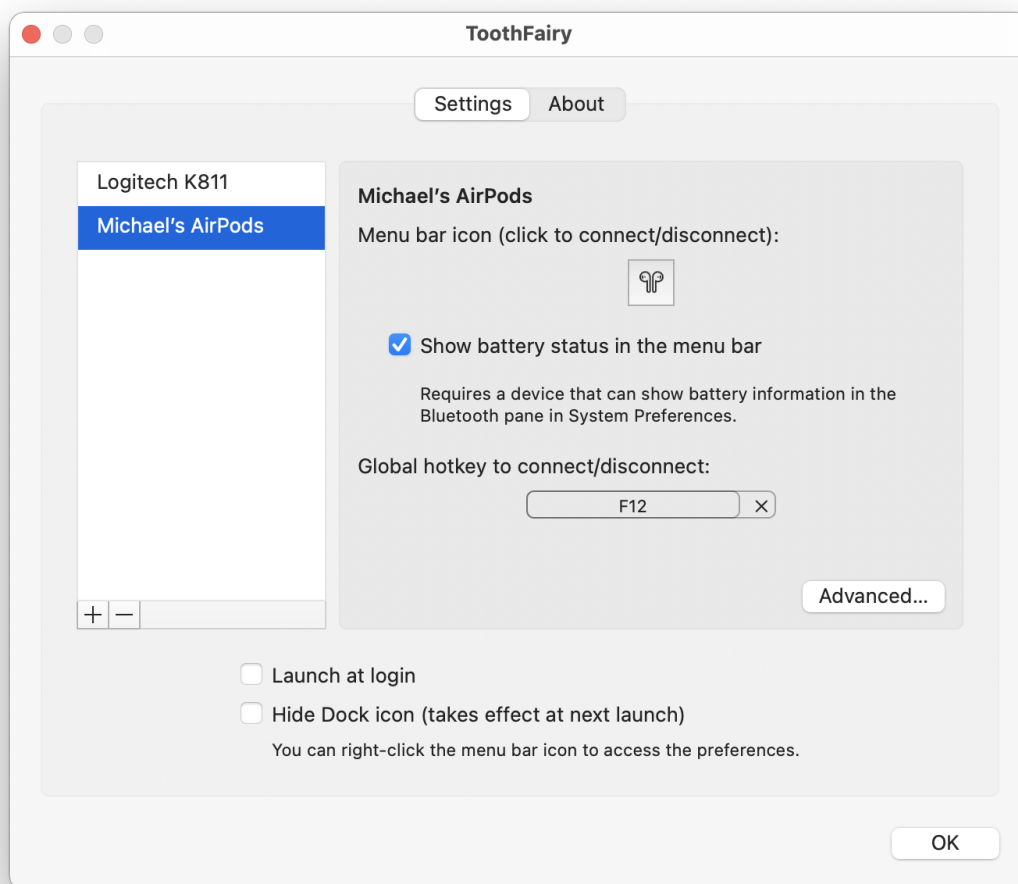 ToothFairy
Settings
About
Logitech K811
Michael’s AirPods
Michael’s AirPods
Menu bar icon (click to connect/disconnect):
Show battery status in the menu bar
Requires a device that can show battery information in the
Bluetooth pane in System Preferences.
Global hotkey to connect/disconnect:
F12
Advanced...
Launch at login
Hide Dock icon (takes effect at next launch)
You can right-click the menu bar icon to access the preferences.
OK